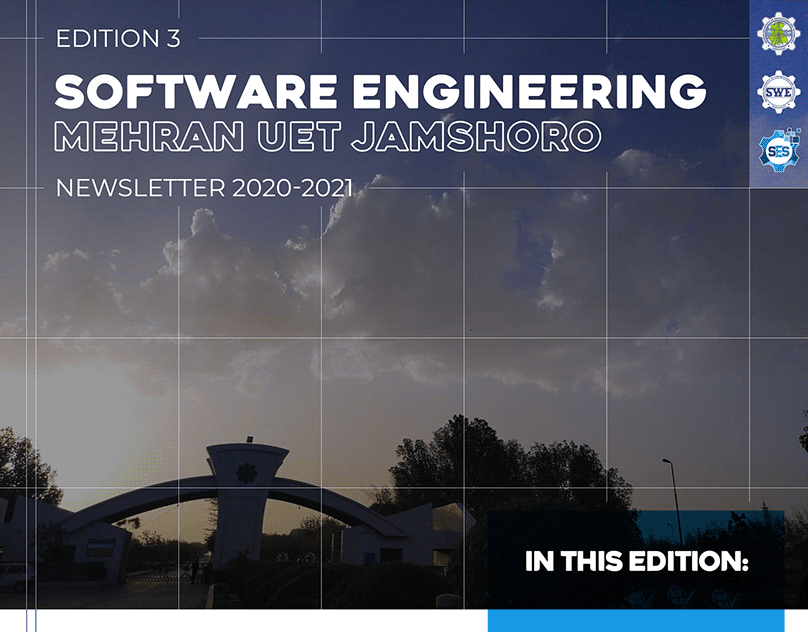 EDITION 3
SOFTWARE ENGINEERING
MEHRAN UET JAMSHORO
NEWSLETTER 2020-2021
SWE
SES
IN THIS EDITION: